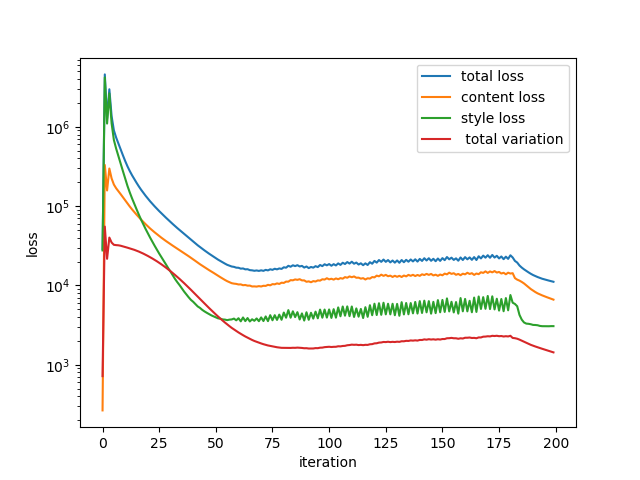 total loss
content loss
style loss
total variation
loss
10^6
10^5
10^4
10^3
0 25 50 75 100 125 150 175 200
iteration